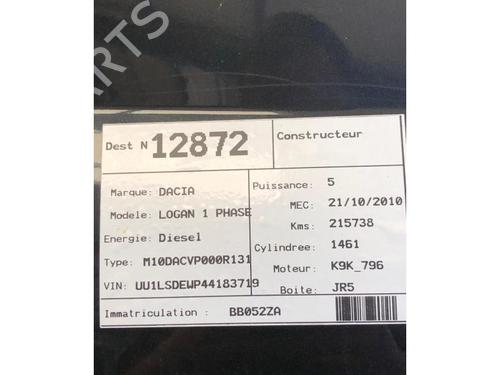 PARTS
Dest N 12872
Constructeur
Marque: DACIA
Modele: LOGAN 1 PHASE
Energie: Diesel
Type: M10DACVP000R131
VIN: UU1LSDEWP44183719
Puissance: 5
MEC: 21/10/2010
Kms: 215738
Cylindree: 1461
Moteur: K9K_796
Boite: JR5
Immatriculation : BB052ZA